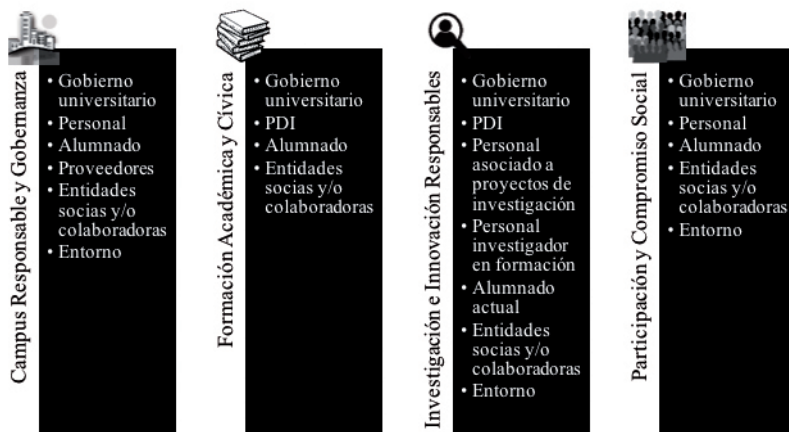 Campus Responsable y Gobernanza
• Gobierno
universitario
• Personal
• Alumnado
• Proveedores
• Entidades
socias y/o
colaboradoras
• Entorno
Formación Académica y Cívica
• Gobierno
universitario
• PDI
• Alumnado
• Entidades
socias y/o
colaboradoras
Investigación e Innovación Responsables
• Gobierno
universitario
• PDI
• Personal
asociado a
proyectos de
investigación
• Personal
investigador
en formación
• Alumnado
actual
• Entidades
socias y/o
colaboradoras
• Entorno
Participación y Compromiso Social
• Gobierno
universitario
• Personal
• Alumnado
• Entidades
socias y/o
colaboradoras
• Entorno